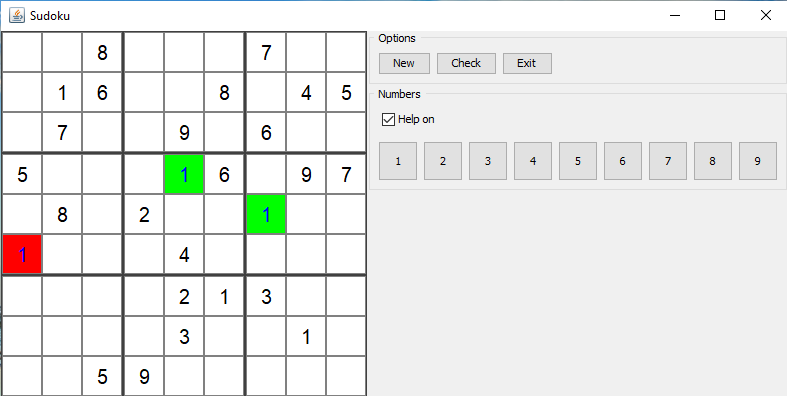 Sudoku
Options
New Check Exit
Numbers
Help on
1 2 3 4 5 6 7 8 9
8 7
1 6 8 4 5
7 9 6
5 1 6 9 7
8 2 1
1 4
2 1 3
3 1
5 9